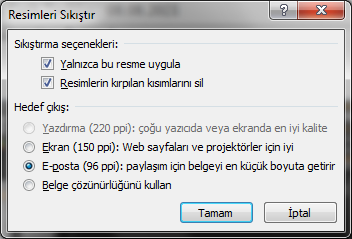 Resimleri Sıkıştır
Sıkıştırma seçenekleri:
Yalnızca bu resme uygula
Resimlerin kırpılan kısımlarını sil
Hedef çıkış:
Yazdırma (220 ppi): çoğu yazıcıda veya ekranda en iyi kalite
Ekran (150 ppi): Web sayfaları ve projektörler için iyi
E-posta (96 ppi): paylaşım için belgeyi en küçük boyuta getirir
Belge çözünürlüğünü kullan
Tamam
İptal